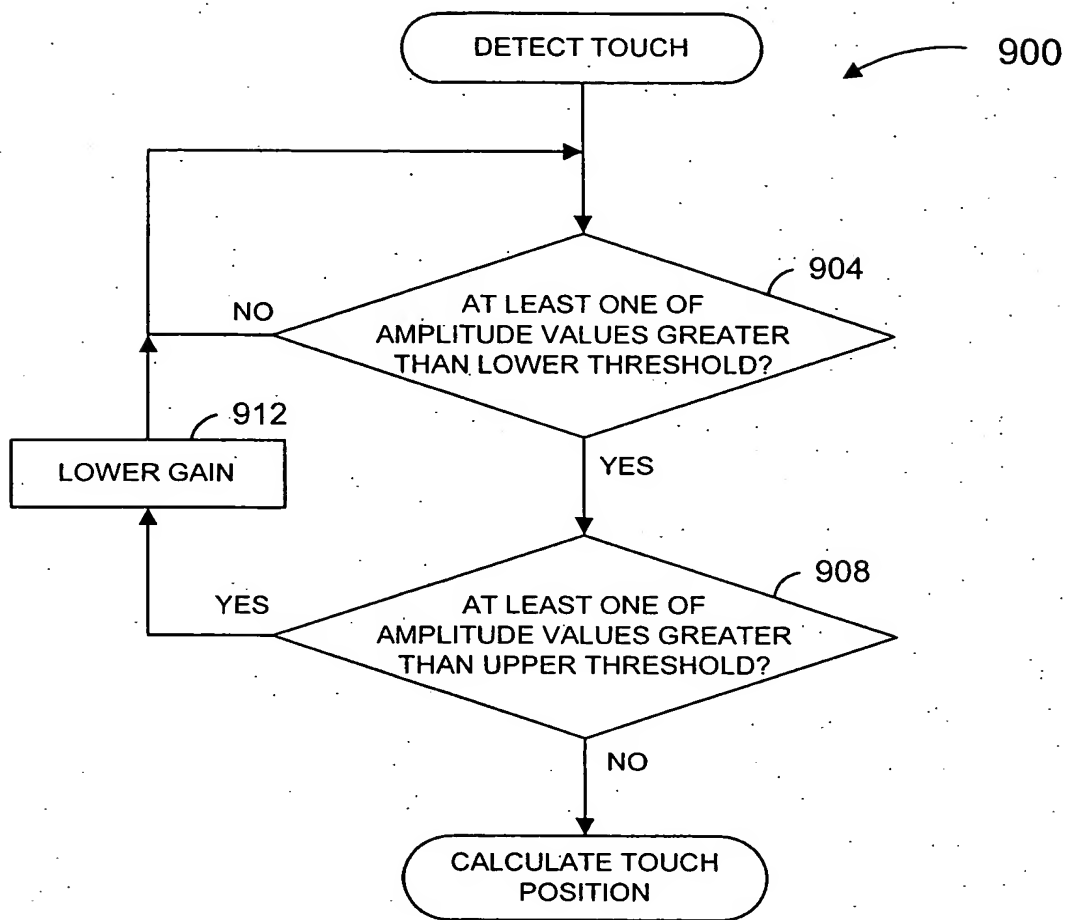 DETECT TOUCH
900
904
AT LEAST ONE OF
AMPLITUDE VALUES GREATER
THAN LOWER THRESHOLD?
NO
912
LOWER GAIN
YES
908
YES
AT LEAST ONE OF
AMPLITUDE VALUES GREATER
THAN UPPER THRESHOLD?
NO
CALCULATE TOUCH
POSITION